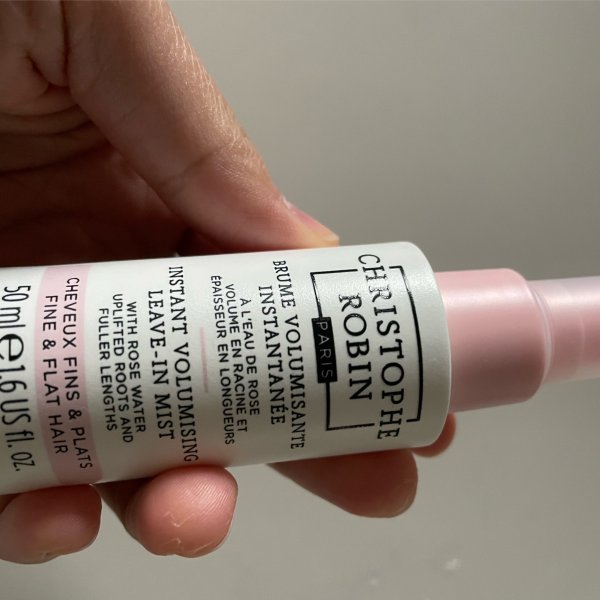 CHRISTOPHE
ROBIN
PARIS
BRUME VOLUMISANTE
INSTANTANÉE
À L'EAU DE ROSE
VOLUME EN RACINE ET
ÉPAISSEUR EN LONGUEURS
INSTANT VOLUMISING
LEAVE-IN MIST
WITH ROSE WATER
UPLIFTED ROOTS AND
FULLER LENGTHS
CHEVEUX FINS & PLATS
FINE & FLAT HAIR
50 ml ℮ 1.6 US fl. oz.